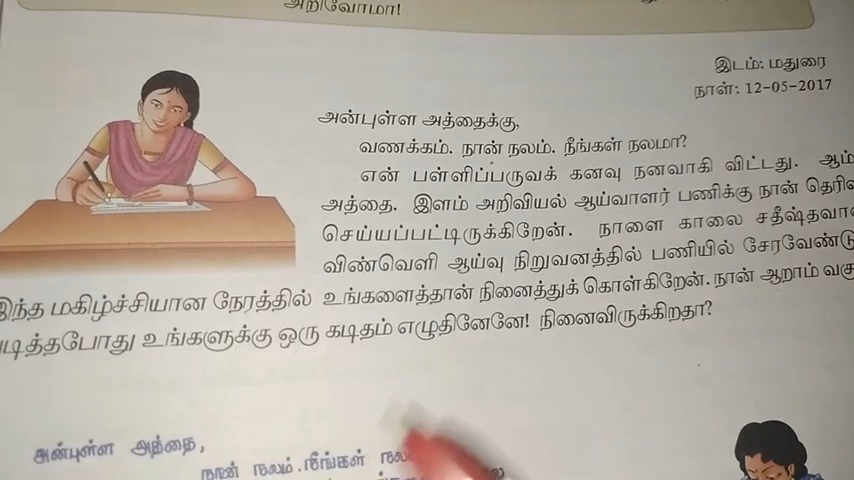 அறிவோமா!
இடம்: மதுரை
நாள்: 12-05-2017
அன்புள்ள அத்தைக்கு,
வணக்கம். நான் நலம். நீங்கள் நலமா?
என் பள்ளிப்பருவக் கனவு நனவாகி விட்டது. ஆம்
அத்தை. இளம் அறிவியல் ஆய்வாளர் பணிக்கு நான்
செய்யப்பட்டிருக்கிறேன். நாளை காலை
விண்வெளி ஆய்வு நிறுவனத்தில் பணியில்
இந்த மகிழ்ச்சியான நேரத்தில் உங்களைத்தான் நினைத்துக் கொள்கிறேன். நான் ஆறாம்
உங்களுக்கு ஒரு கடிதம் எழுதினேனே! நினைவிருக்கிறதா?
அன்புள்ள அத்தை,
நான் நலம். நீங்கள்